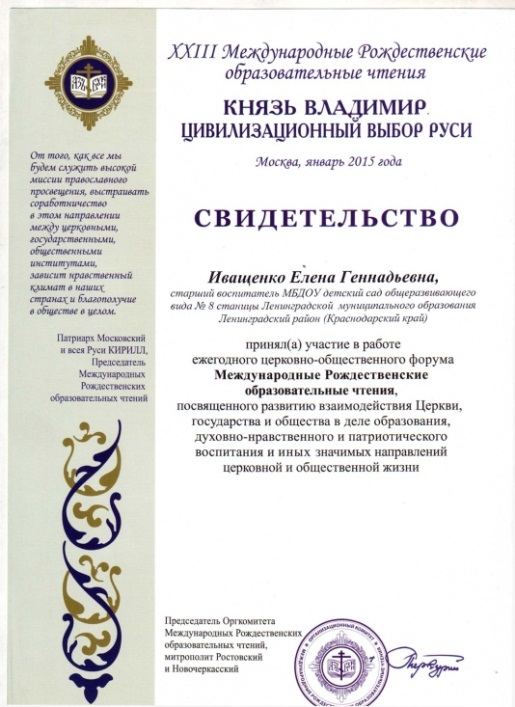 XXIII Международные Рождественские
образовательные чтения
КНЯЗЬ ВЛАДИМИР.
ЦИВИЛИЗАЦИОННЫЙ ВЫБОР РУСИ
Москва, январь 2015 года
СВИДЕТЕЛЬСТВО
Иващенко Елена Геннадьевна,
старший воспитатель МБДОУ детский сад общеразвивающего
вида № 8 станицы Ленинградской муниципального образования
Ленинградский район (Краснодарский край)
принял(а) участие в работе
ежегодного церковно-общественного форума
Международные Рождественские
образовательные чтения,
посвященного развитию взаимодействия Церкви,
государства и общества в деле образования,
духовно-нравственного и патриотического
воспитания и иных значимых направлений
церковной и общественной жизни
От того, как все мы
будем служить высокой
миссии православного
просвещения, выстраивать
соработничество
в этом направлении
между церковными,
государственными,
общественными
институтами,
зависит нравственный
климат в наших
странах и благополучие
в обществе в целом.
Патриарх Московский
и всея Руси КИРИЛЛ,
Председатель
Международных
Рождественских
образовательных чтений
Председатель Оргкомитета
Международных Рождественских
образовательных чтений,
митрополит Ростовский
и Новочеркасский
ОРГАНИЗАЦИОННЫЙ КОМИТЕТ